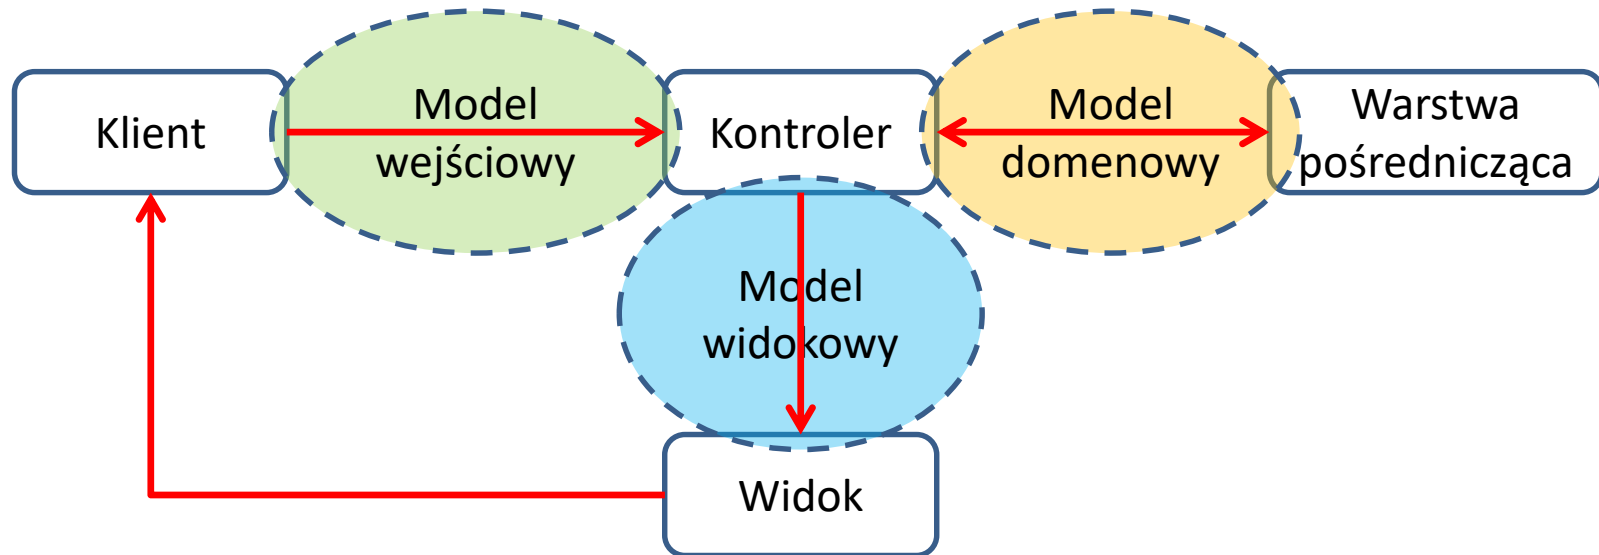 Klient
Model
wejściowy
Kontroler
Model
domenowy
Warstwa
pośrednicząca
Model
widokowy
Widok